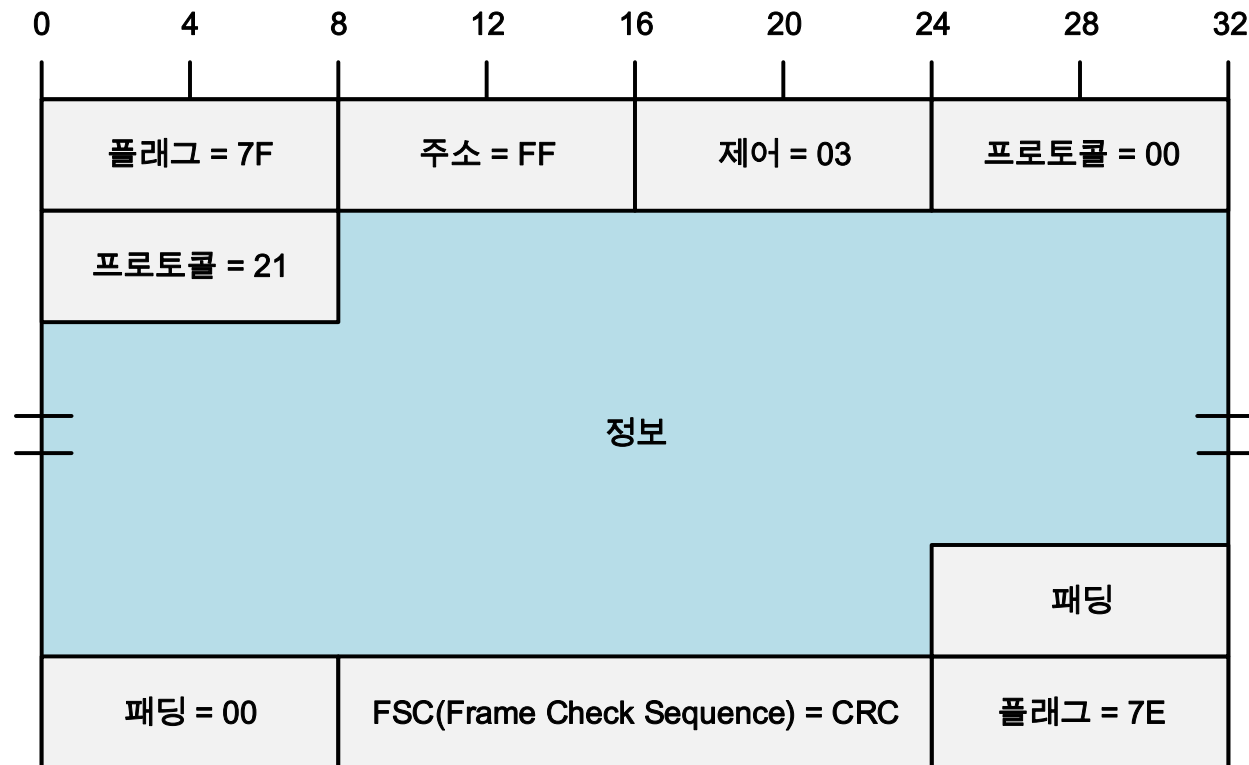 0 4 8 12 16 20 24 28 32
플래그 = 7F 주소 = FF 제어 = 03 프로토콜 = 00
프로토콜 = 21
정보
패딩
패딩 = 00 FSC(Frame Check Sequence) = CRC 플래그 = 7E